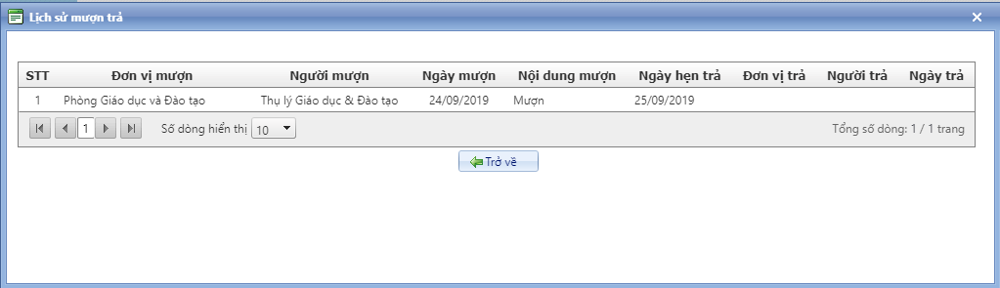 Lịch sử mượn trả
STT Đơn vị mượn Người mượn Ngày mượn Nội dung mượn Ngày hẹn trả Đơn vị trả Người trả Ngày trả
1 Phòng Giáo dục và Đào tạo Thụ lý Giáo dục & Đào tạo 24/09/2019 Mượn 25/09/2019
1 Số dòng hiển thị 10 Tổng số dòng: 1 / 1 trang
Trở về